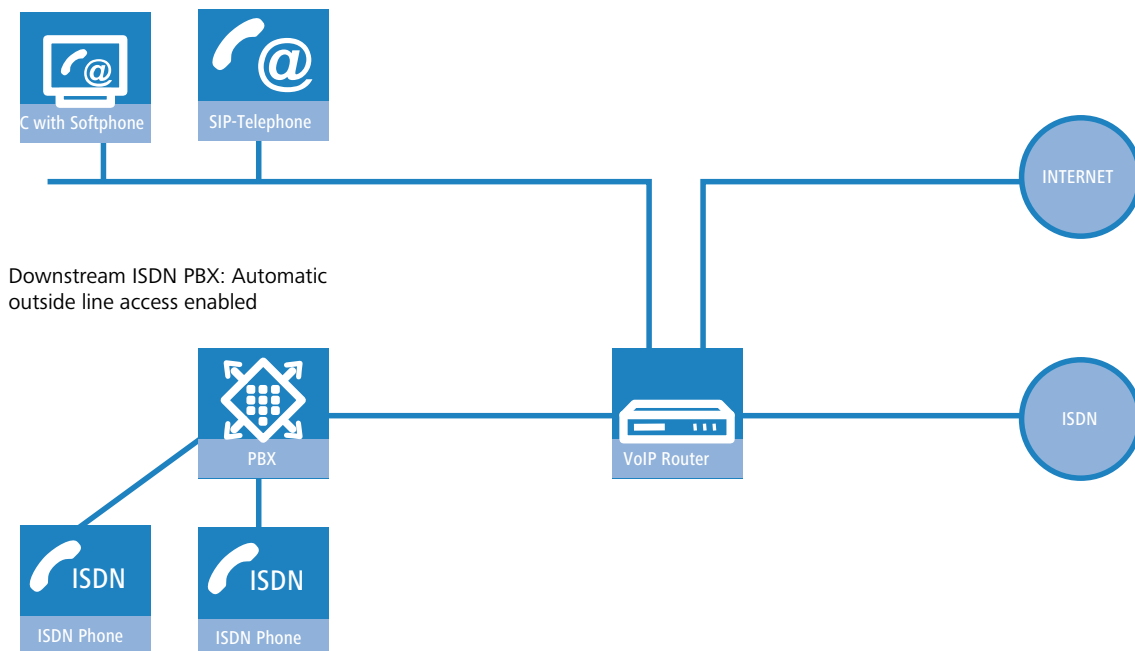 @
@
C with Softphone
SIP-Telephone
INTERNET
Downstream ISDN PBX: Automatic
outside line access enabled
PBX
VoIP Router
ISDN
ISDN
ISDN
ISDN Phone
ISDN Phone